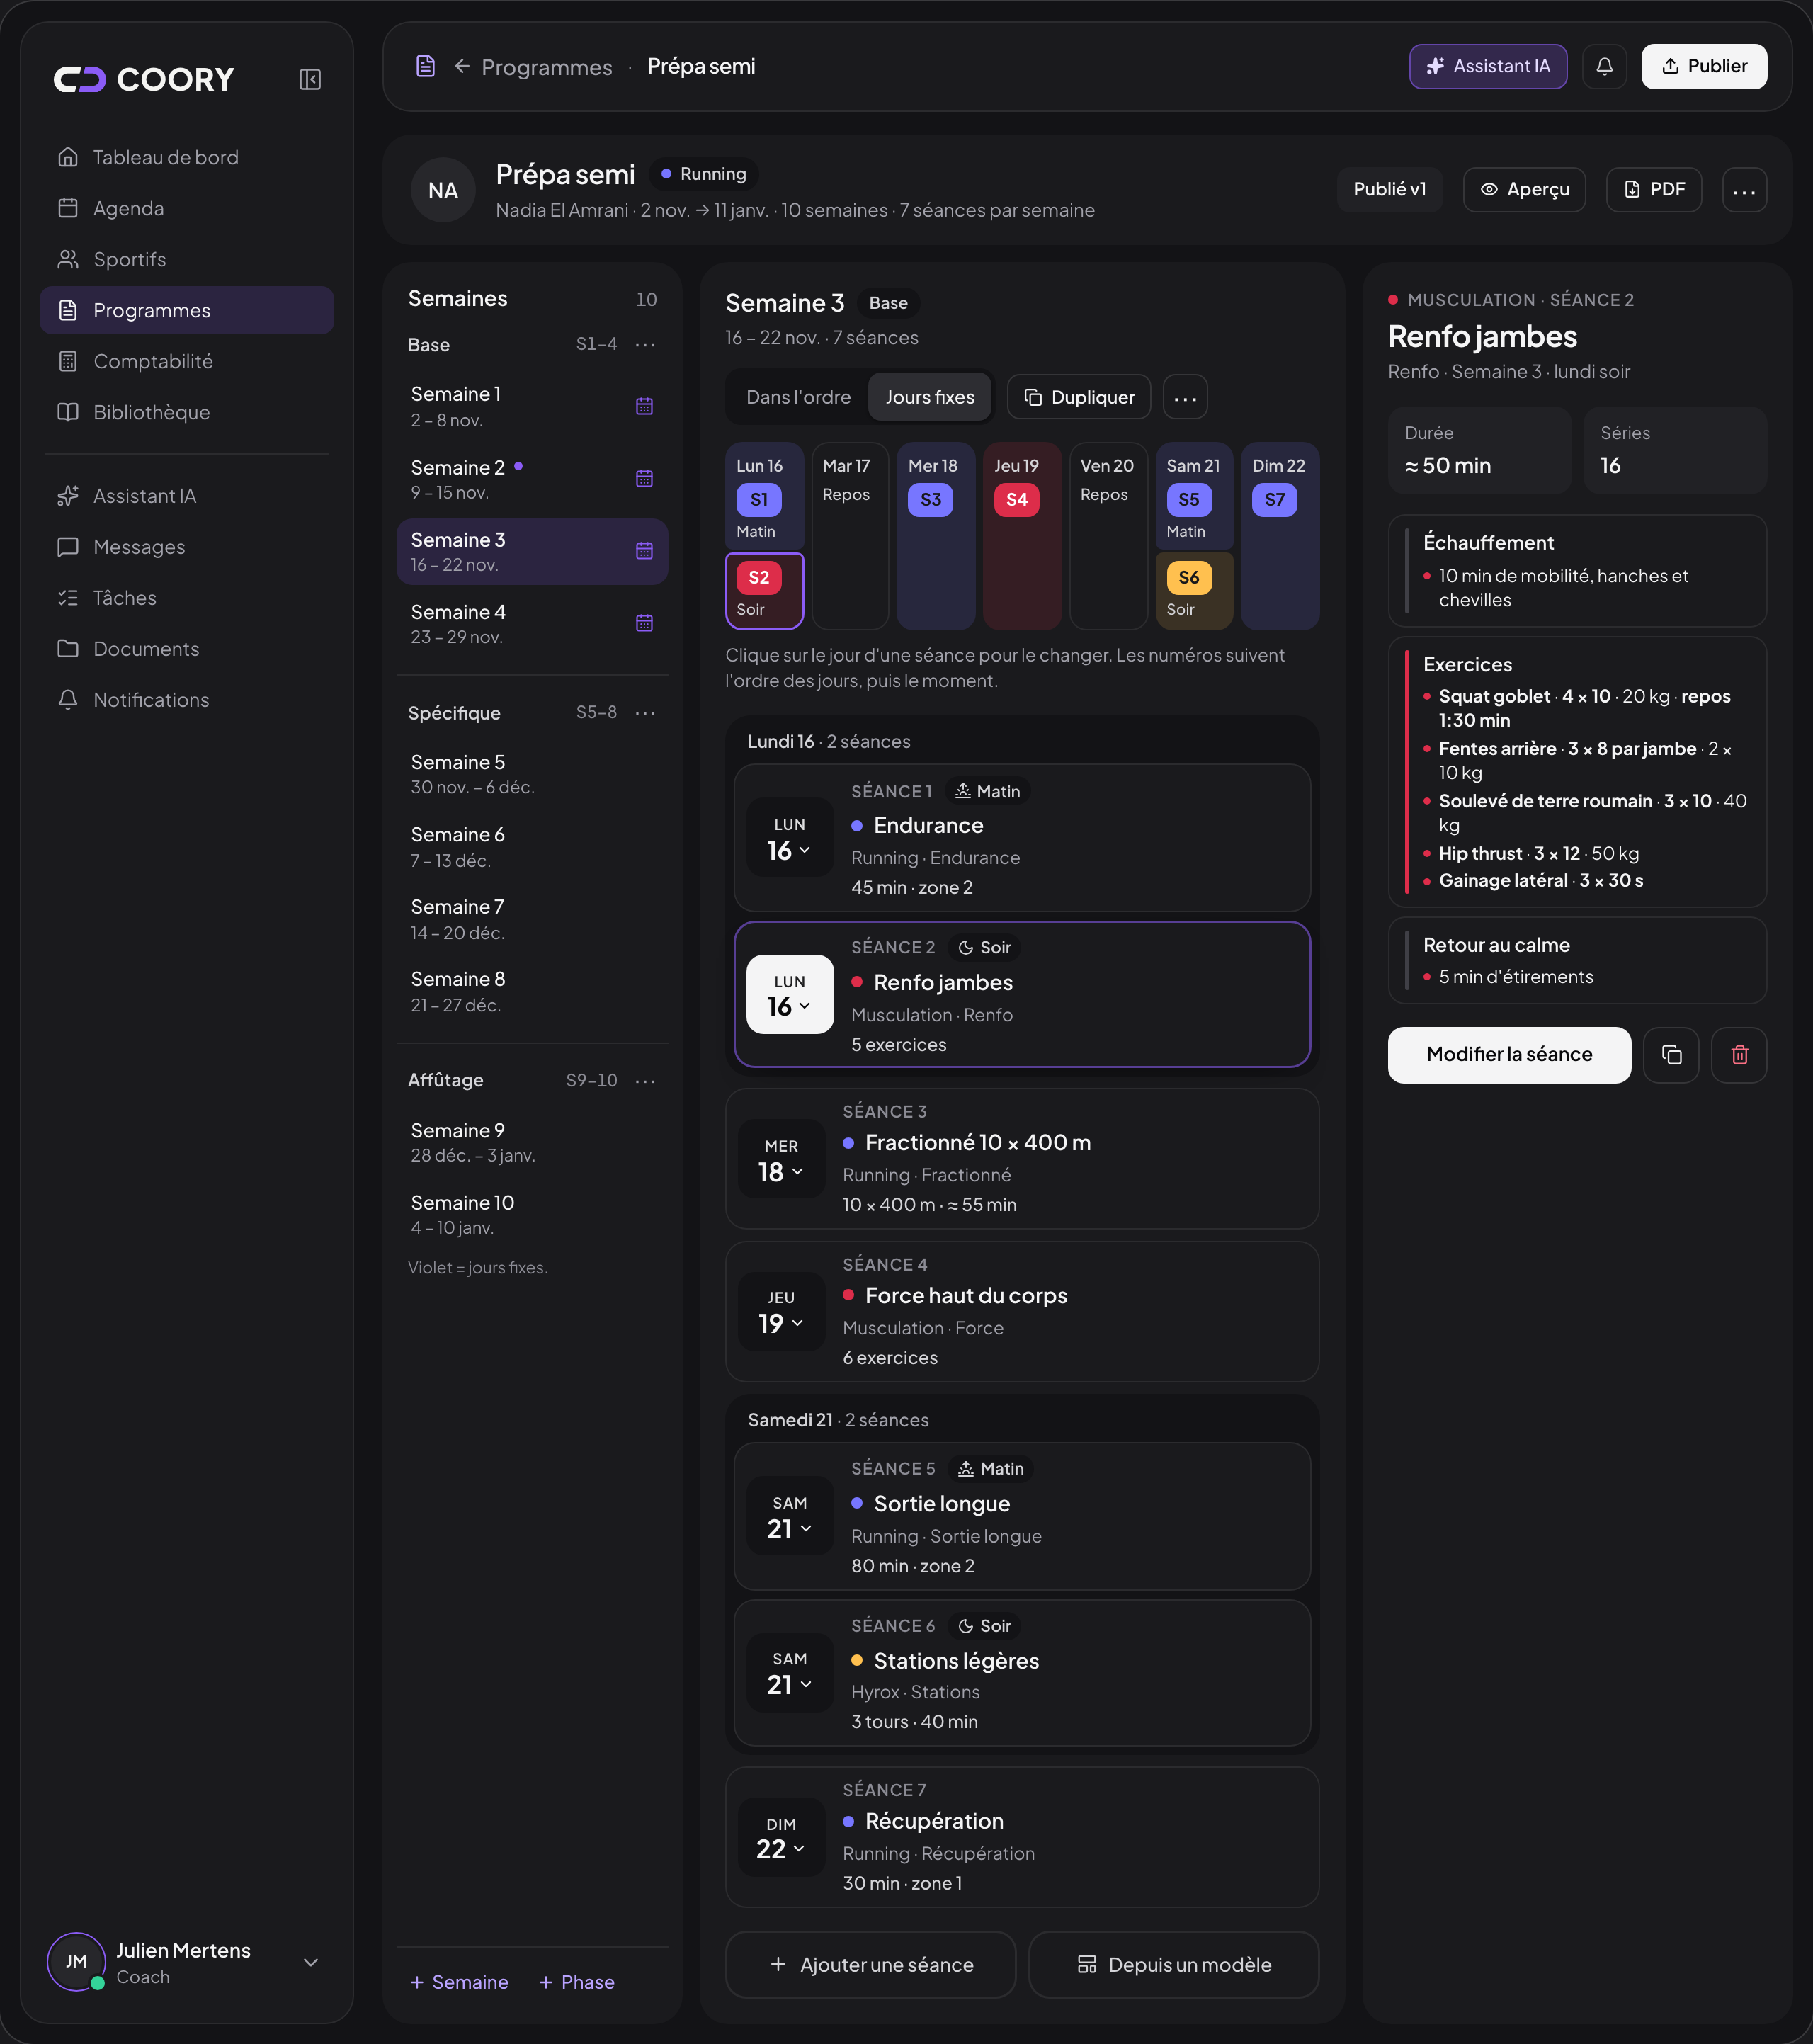 COORY
Tableau de bord
Agenda
Sportifs
Programmes
Comptabilité
Bibliothèque
Assistant IA
Messages
Tâches
Documents
Notifications
JM
Julien Mertens
Coach
← Programmes · Prépa semi
Assistant IA
Publier
NA
Prépa semi
Running
Nadia El Amrani · 2 nov. → 11 janv. · 10 semaines · 7 séances par semaine
Publié v1
Aperçu
PDF
...
Semaines 10
Base S1–4 ...
Semaine 1
2 – 8 nov.
Semaine 2
9 – 15 nov.
Semaine 3
16 – 22 nov.
Semaine 4
23 – 29 nov.
Spécifique S5–8 ...
Semaine 5
30 nov. – 6 déc.
Semaine 6
7 – 13 déc.
Semaine 7
14 – 20 déc.
Semaine 8
21 – 27 déc.
Affûtage S9–10 ...
Semaine 9
28 déc. – 3 janv.
Semaine 10
4 – 10 janv.
Violet = jours fixes.
+ Semaine
+ Phase
Semaine 3 Base
16 – 22 nov. · 7 séances
Dans l'ordre
Jours fixes
Dupliquer
...
Lun 16
S1
Matin
S2
Soir
Mar 17
Repos
Mer 18
S3
Jeu 19
S4
Ven 20
Repos
Sam 21
S5
Matin
S6
Soir
Dim 22
S7
Clique sur le jour d'une séance pour le changer. Les numéros suivent
l'ordre des jours, puis le moment.
Lundi 16 · 2 séances
LUN
16
SÉANCE 1 Matin
Endurance
Running · Endurance
45 min · zone 2
LUN
16
SÉANCE 2 Soir
Renfo jambes
Musculation · Renfo
5 exercices
MER
18
SÉANCE 3
Fractionné 10 × 400 m
Running · Fractionné
10 × 400 m · ≈ 55 min
JEU
19
SÉANCE 4
Force haut du corps
Musculation · Force
6 exercices
Samedi 21 · 2 séances
SAM
21
SÉANCE 5 Matin
Sortie longue
Running · Sortie longue
80 min · zone 2
SAM
21
SÉANCE 6 Soir
Stations légères
Hyrox · Stations
3 tours · 40 min
DIM
22
SÉANCE 7
Récupération
Running · Récupération
30 min · zone 1
+ Ajouter une séance
Depuis un modèle
MUSCULATION · SÉANCE 2
Renfo jambes
Renfo · Semaine 3 · lundi soir
Durée
≈ 50 min
Séries
16
Échauffement
10 min de mobilité, hanches et
chevilles
Exercices
Squat goblet · 4 × 10 · 20 kg · repos
1:30 min
Fentes arrière · 3 × 8 par jambe · 2 ×
10 kg
Soulevé de terre roumain · 3 × 10 · 40
kg
Hip thrust · 3 × 12 · 50 kg
Gainage latéral · 3 × 30 s
Retour au calme
5 min d'étirements
Modifier la séance